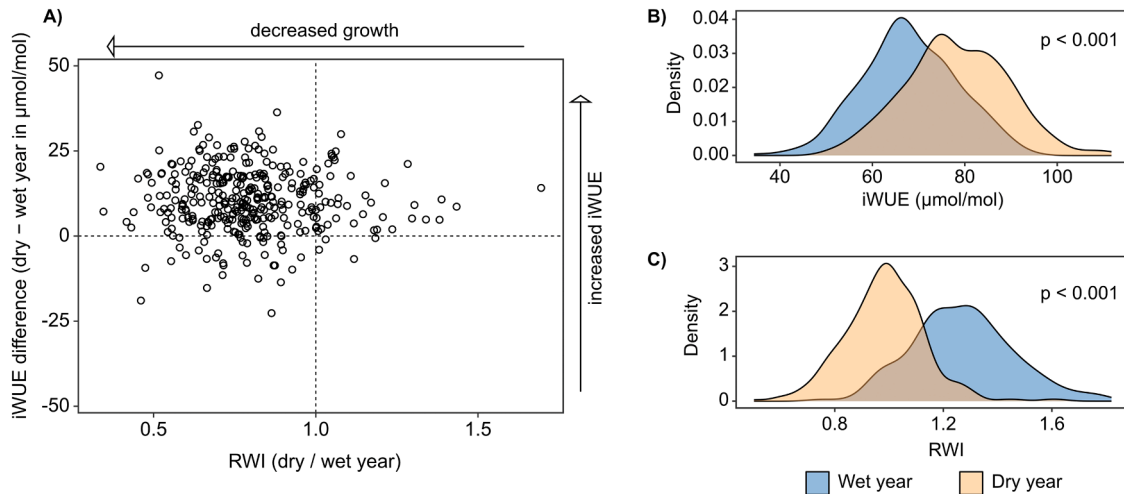 A)
decreased growth
50
25
0
-25
-50
iWUE difference (dry − wet year in µmol/mol)
0.5 1.0 1.5
RWI (dry / wet year)
increased iWUE
B)
p < 0.001
0.04
0.03
0.02
0.01
0.00
Density
40 60 80 100
iWUE (µmol/mol)
C)
p < 0.001
3
2
1
0
Density
0.8 1.2 1.6
RWI
Wet year Dry year